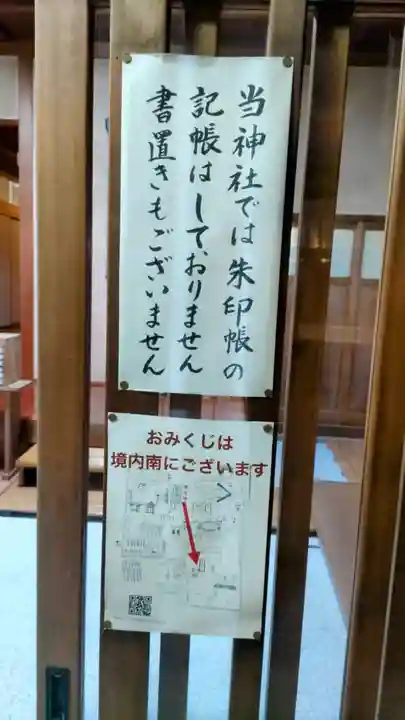 当神社では朱印帳の
記帳はしておりません
書置きもございません
おみくじは
境内南にございます